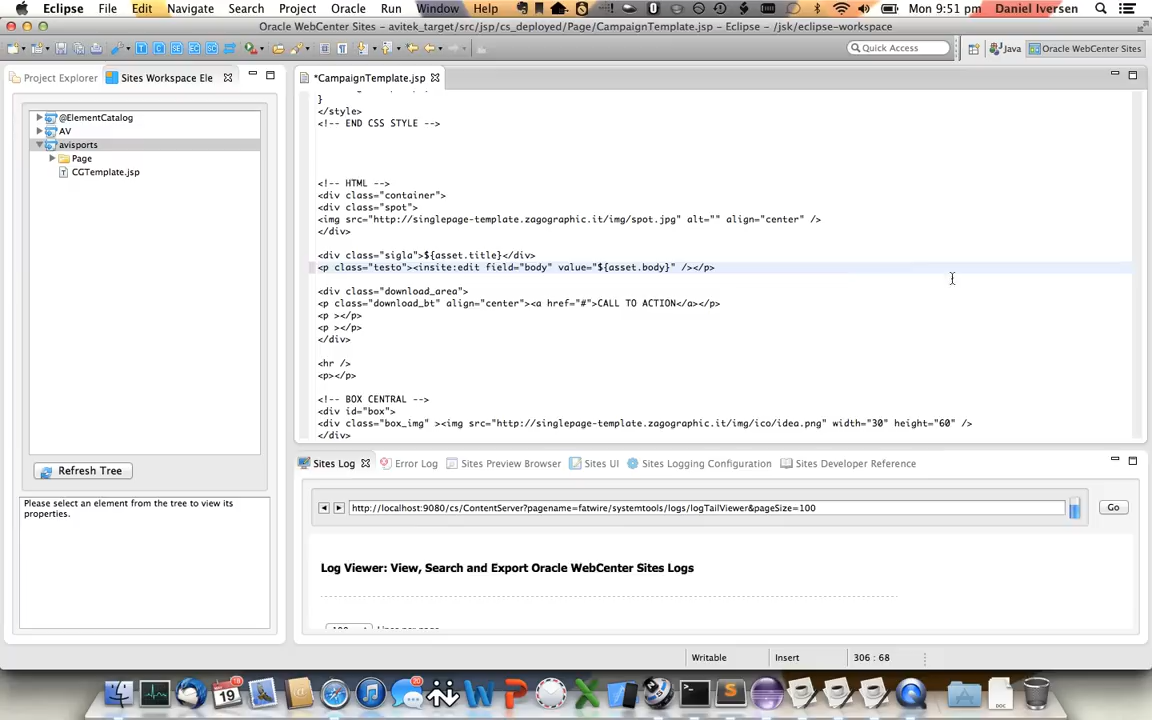 Eclipse File Edit Navigate Search Project Oracle Run Window Help Mon 9:51 pm Daniel Iversen
Oracle WebCenter Sites - avitek_target/src/jsp/cs_deployed/Page/CampaignTemplate.jsp - Eclipse - /jsk/eclipse-workspace
Quick Access
Java
Oracle WebCenter Sites
Project Explorer
Sites Workspace Ele
*CampaignTemplate.jsp
@ElementCatalog
AV
avisports
Page
CGTemplate.jsp
Refresh Tree
Please select an element from the tree to view its
properties.
}
</style>
<!-- END CSS STYLE -->
<!-- HTML -->
<div class="container">
<div class="spot">
<img src="http://singlepage-template.zagographic.it/img/spot.jpg" alt="" align="center" />
</div>
<div class="sigla">${asset.title}</div>
<p class="testo"><insite:edit field="body" value="${asset.body}" /></p>
<div class="download_area">
<p class="download_bt" align="center"><a href="#">CALL TO ACTION</a></p>
<p ></p>
<p ></p>
</div>
<hr />
<p></p>
<!-- BOX CENTRAL -->
<div id="box">
<div class="box_img" ><img src="http://singlepage-template.zagographic.it/img/ico/idea.png" width="30" height="60" />
</div>
Sites Log
Error Log
Sites Preview Browser
Sites UI
Sites Logging Configuration
Sites Developer Reference
http://localhost:9080/cs/ContentServer?pagename=fatwire/systemtools/logs/logTailViewer&pageSize=100
Go
Log Viewer: View, Search and Export Oracle WebCenter Sites Logs
Writable
Insert
306 : 68